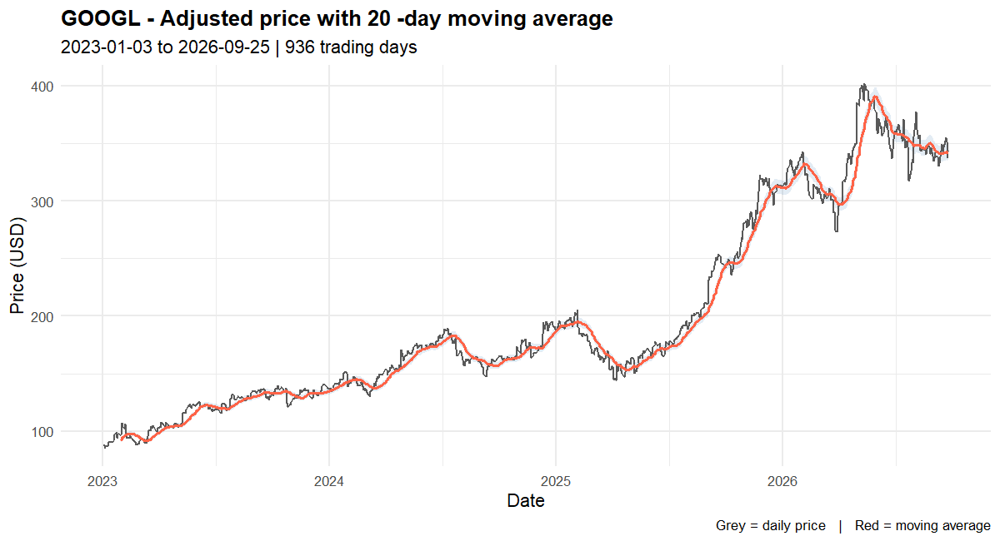 GOOGL - Adjusted price with 20 -day moving average
2023-01-03 to 2026-09-25 | 936 trading days
400
300
200
100
Price (USD)
2023
2024
2025
2026
Date
Grey = daily price | Red = moving average